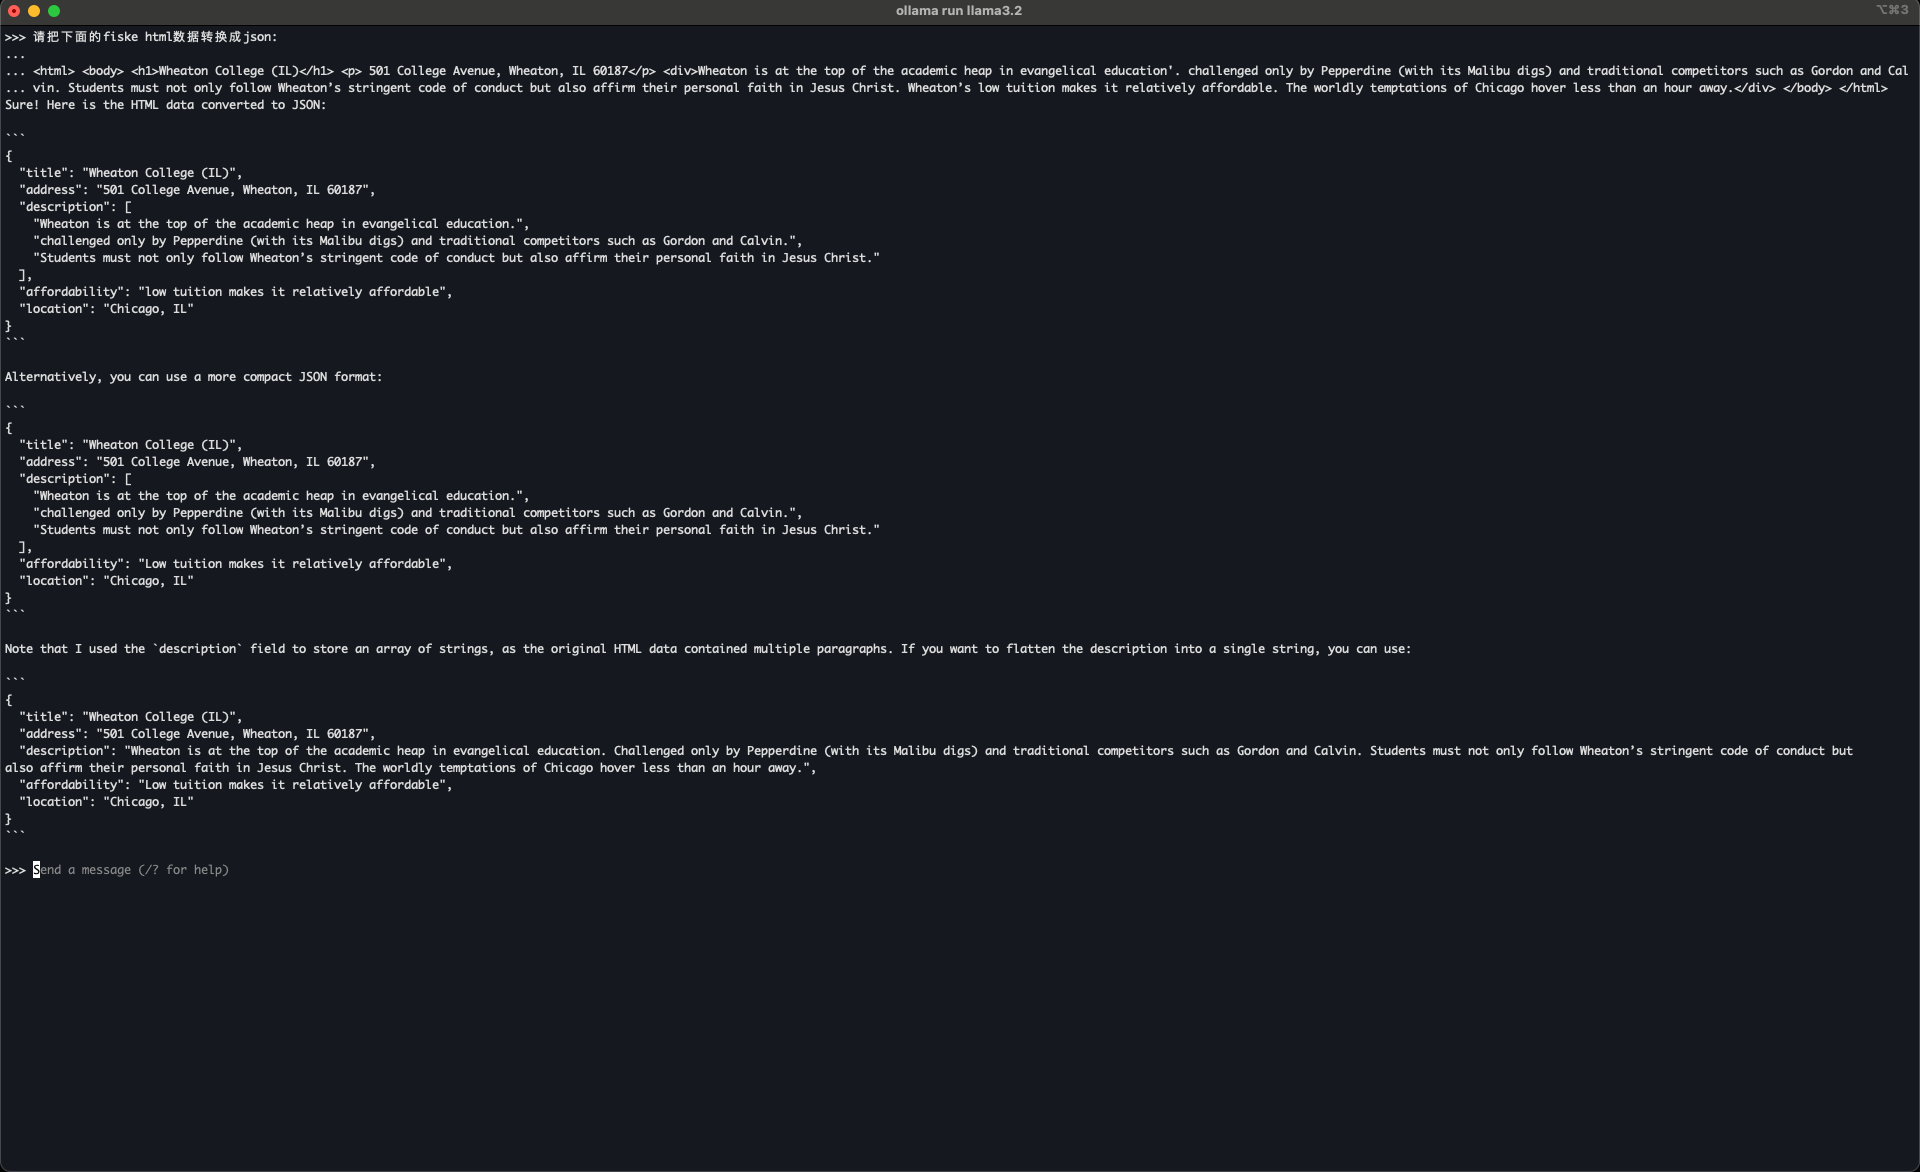 ollama run llama3.2
⌥⌘3
>>> 请把下面的fiske html数据转换成json:
...
... <html> <body> <h1>Wheaton College (IL)</h1> <p> 501 College Avenue, Wheaton, IL 60187</p> <div>Wheaton is at the top of the academic heap in evangelical education'. challenged only by Pepperdine (with its Malibu digs) and traditional competitors such as Gordon and Cal
... vin. Students must not only follow Wheaton’s stringent code of conduct but also affirm their personal faith in Jesus Christ. Wheaton’s low tuition makes it relatively affordable. The worldly temptations of Chicago hover less than an hour away.</div> </body> </html>
Sure! Here is the HTML data converted to JSON:
```
{
  "title": "Wheaton College (IL)",
  "address": "501 College Avenue, Wheaton, IL 60187",
  "description": [
    "Wheaton is at the top of the academic heap in evangelical education.",
    "challenged only by Pepperdine (with its Malibu digs) and traditional competitors such as Gordon and Calvin.",
    "Students must not only follow Wheaton’s stringent code of conduct but also affirm their personal faith in Jesus Christ."
  ],
  "affordability": "low tuition makes it relatively affordable",
  "location": "Chicago, IL"
}
```
Alternatively, you can use a more compact JSON format:
```
{
  "title": "Wheaton College (IL)",
  "address": "501 College Avenue, Wheaton, IL 60187",
  "description": [
    "Wheaton is at the top of the academic heap in evangelical education.",
    "challenged only by Pepperdine (with its Malibu digs) and traditional competitors such as Gordon and Calvin.",
    "Students must not only follow Wheaton’s stringent code of conduct but also affirm their personal faith in Jesus Christ."
  ],
  "affordability": "Low tuition makes it relatively affordable",
  "location": "Chicago, IL"
}
```
Note that I used the `description` field to store an array of strings, as the original HTML data contained multiple paragraphs. If you want to flatten the description into a single string, you can use:
```
{
  "title": "Wheaton College (IL)",
  "address": "501 College Avenue, Wheaton, IL 60187",
  "description": "Wheaton is at the top of the academic heap in evangelical education. Challenged only by Pepperdine (with its Malibu digs) and traditional competitors such as Gordon and Calvin. Students must not only follow Wheaton’s stringent code of conduct but
also affirm their personal faith in Jesus Christ. The worldly temptations of Chicago hover less than an hour away.",
  "affordability": "Low tuition makes it relatively affordable",
  "location": "Chicago, IL"
}
```
>>> Send a message (/? for help)